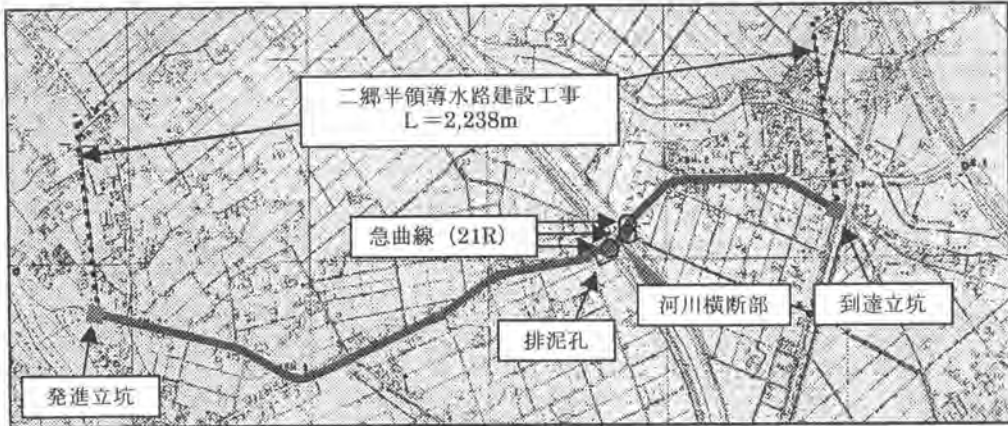 二郷半領導水路建設工事
L＝2,238m
急曲線（21R）
河川横断部
到達立坑
排泥孔
発進立坑